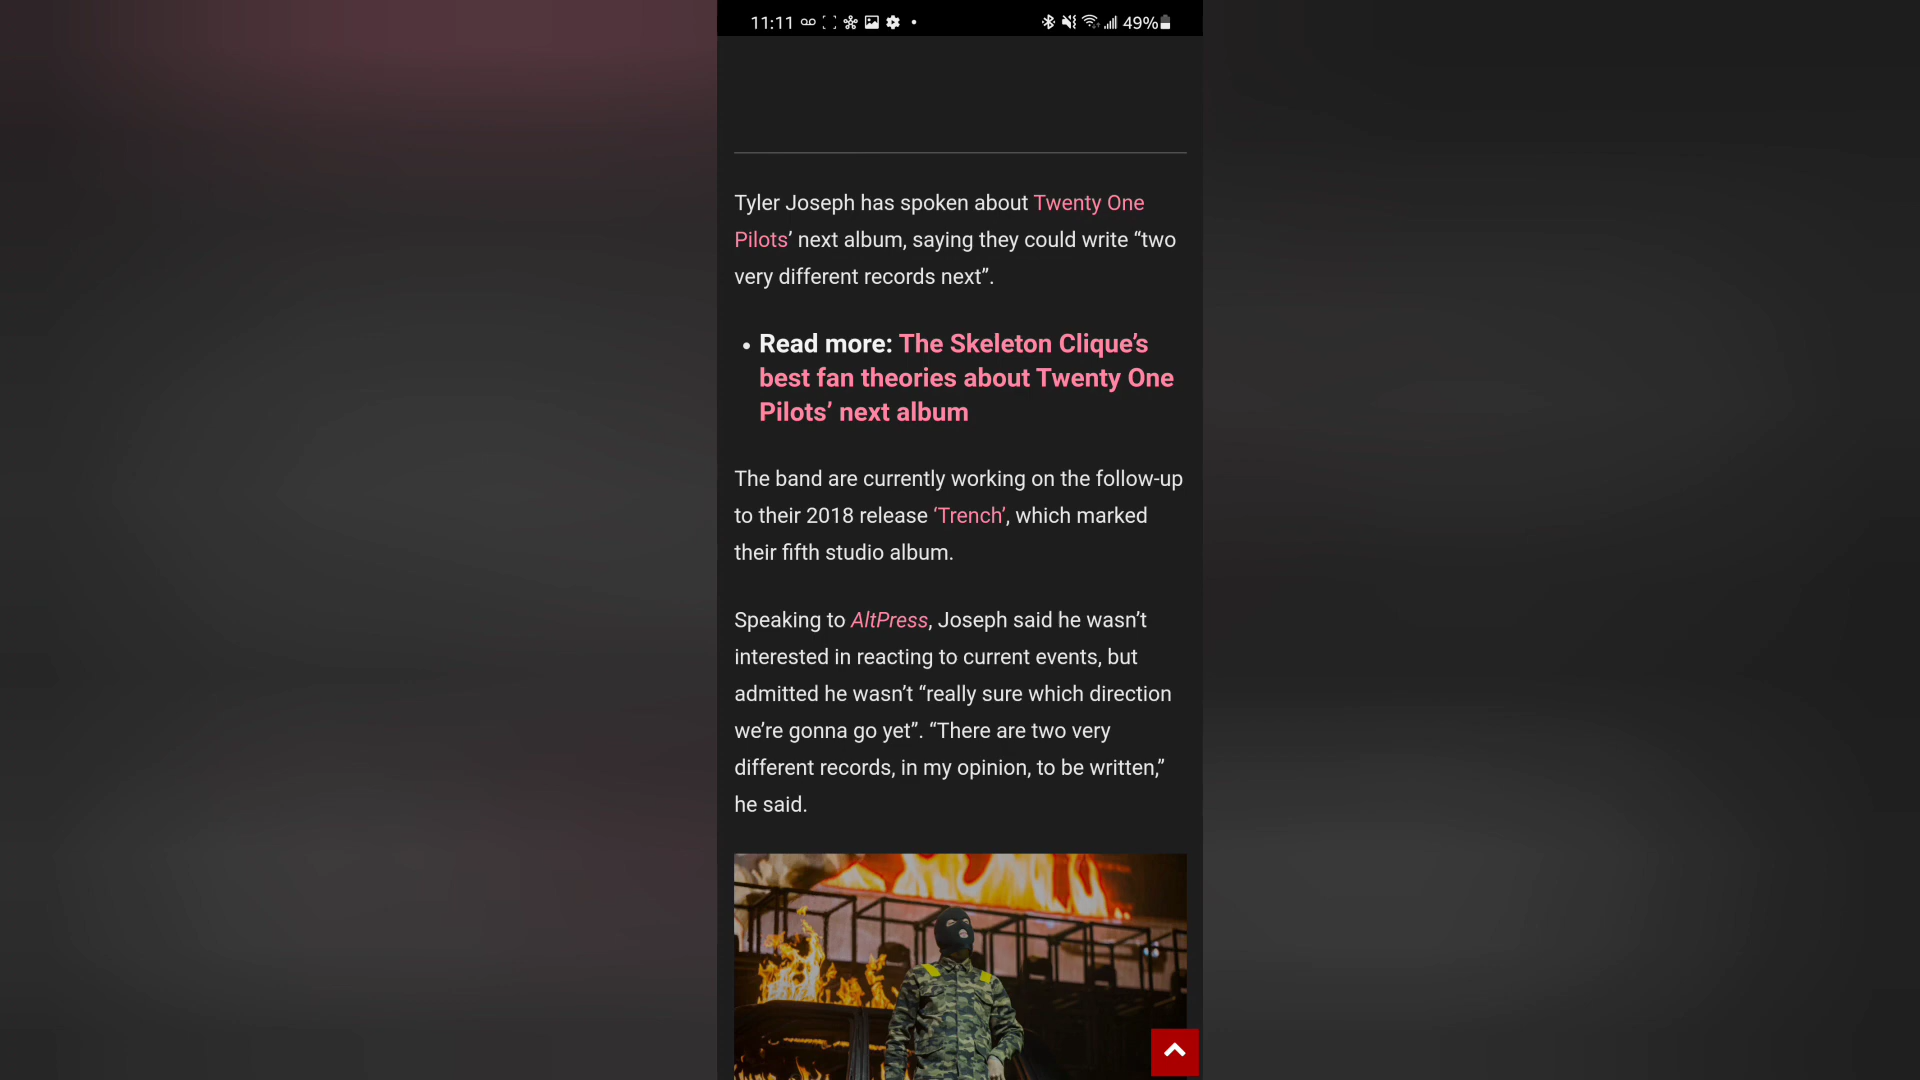 11:11
49%
Tyler Joseph has spoken about Twenty One
Pilots’ next album, saying they could write “two
very different records next”.
• Read more: The Skeleton Clique’s
best fan theories about Twenty One
Pilots’ next album
The band are currently working on the follow-up
to their 2018 release ‘Trench’, which marked
their fifth studio album.
Speaking to AltPress, Joseph said he wasn’t
interested in reacting to current events, but
admitted he wasn’t “really sure which direction
we’re gonna go yet”. “There are two very
different records, in my opinion, to be written,”
he said.